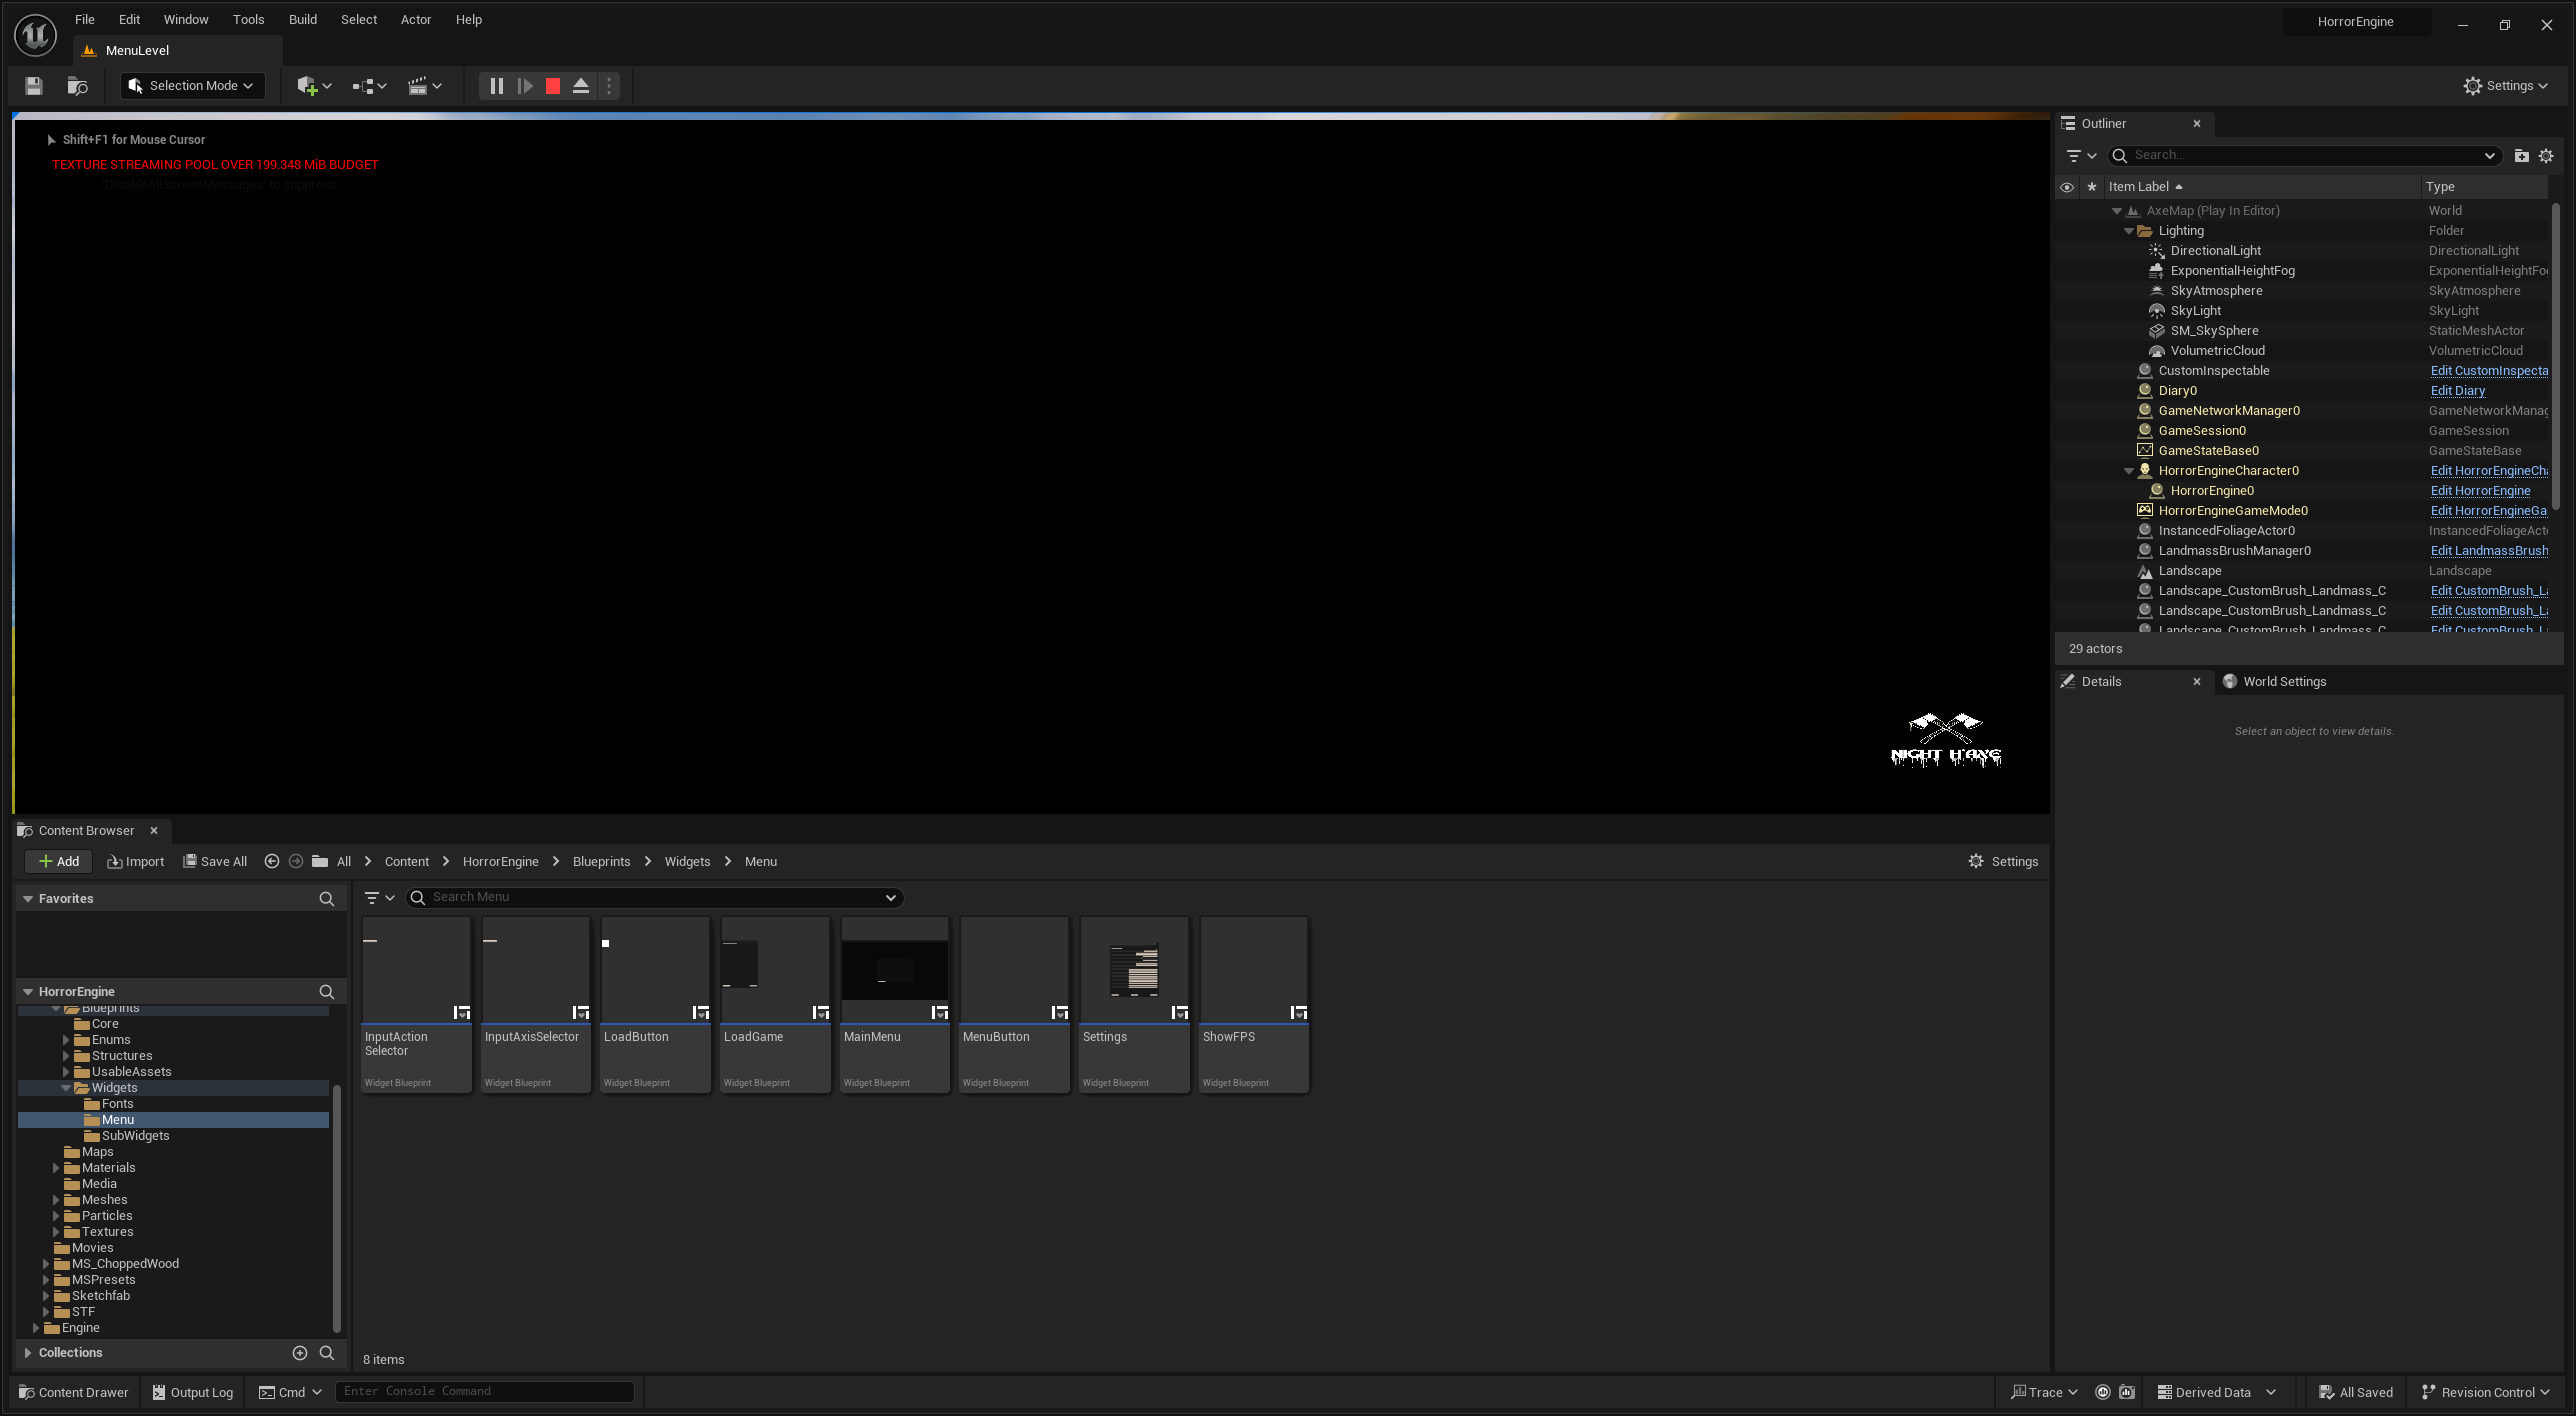 File Edit Window Tools Build Select Actor Help
HorrorEngine
MenuLevel
Selection Mode
Settings
Shift+F1 for Mouse Cursor
TEXTURE STREAMING POOL OVER 199.348 MiB BUDGET
'DisableAllScreenMessages' to suppress
NIGHT H'AXE
Outliner
Search...
Item Label Type
AxeMap (Play In Editor) World
Lighting Folder
DirectionalLight DirectionalLight
ExponentialHeightFog ExponentialHeightFo
SkyAtmosphere SkyAtmosphere
SkyLight SkyLight
SM_SkySphere StaticMeshActor
VolumetricCloud VolumetricCloud
CustomInspectable Edit CustomInspecta
Diary0 Edit Diary
GameNetworkManager0 GameNetworkManag
GameSession0 GameSession
GameStateBase0 GameStateBase
HorrorEngineCharacter0 Edit HorrorEngineCha
HorrorEngine0 Edit HorrorEngine
HorrorEngineGameMode0 Edit HorrorEngineGa
InstancedFoliageActor0 InstancedFoliageActo
LandmassBrushManager0 Edit LandmassBrush
Landscape Landscape
Landscape_CustomBrush_Landmass_C Edit CustomBrush_La
Landscape_CustomBrush_Landmass_C Edit CustomBrush_La
Landscape_CustomBrush_Landmass_C Edit CustomBrush_La
29 actors
Details
World Settings
Select an object to view details.
Content Browser
Add Import Save All All Content HorrorEngine Blueprints Widgets Menu
Settings
Favorites
HorrorEngine
Blueprints
Core
Enums
Structures
UsableAssets
Widgets
Fonts
Menu
SubWidgets
Maps
Materials
Media
Meshes
Particles
Textures
Movies
MS_ChoppedWood
MSPresets
Sketchfab
STF
Engine
Collections
Search Menu
InputAction
Selector
Widget Blueprint
InputAxisSelector
Widget Blueprint
LoadButton
Widget Blueprint
LoadGame
Widget Blueprint
MainMenu
Widget Blueprint
MenuButton
Widget Blueprint
Settings
Widget Blueprint
ShowFPS
Widget Blueprint
8 items
Content Drawer Output Log Cmd Enter Console Command
Trace Derived Data All Saved Revision Control